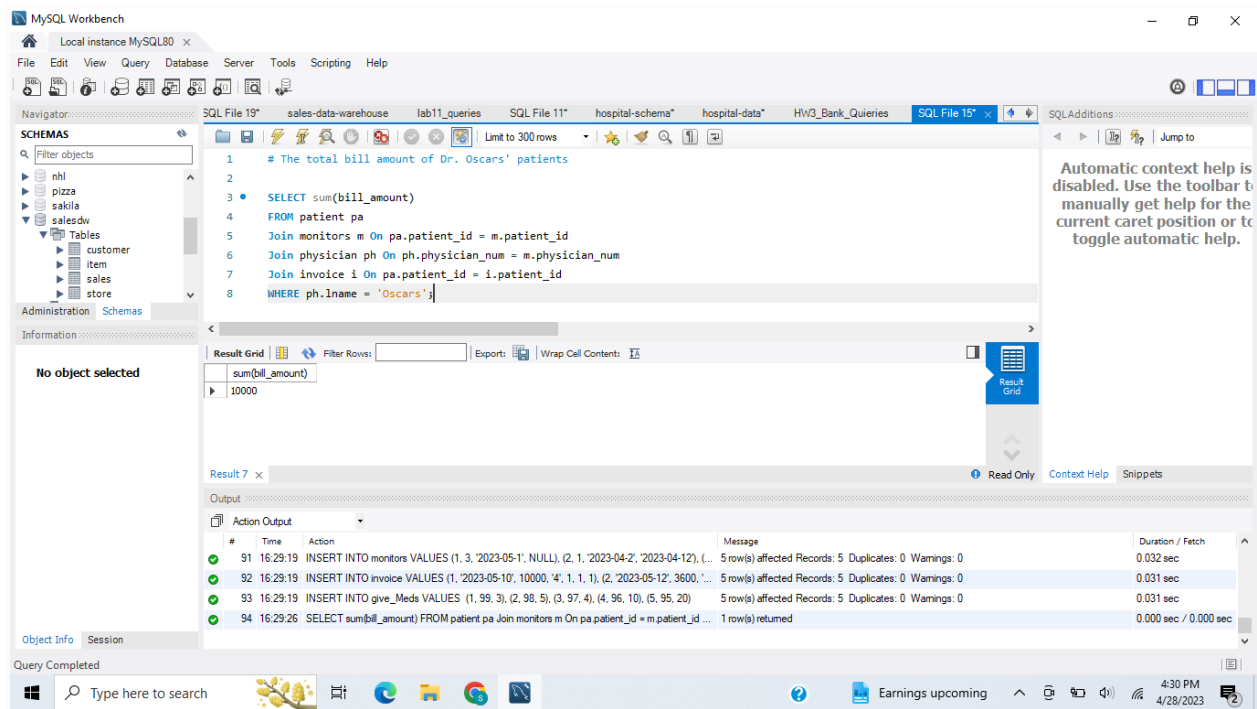 MySQL Workbench
Local instance MySQL80
File Edit View Query Database Server Tools Scripting Help
Navigator
SCHEMAS
Filter objects
nhl
pizza
sakila
salesdw
Tables
customer
item
sales
store
Administration Schemas
Information
No object selected
Object Info Session
SQL File 19* sales-data-warehouse lab11_queries SQL File 11* hospital-schema* hospital-data* HW3_Bank_Quieries SQL File 15*
Limit to 300 rows
1 # The total bill amount of Dr. Oscars' patients
2
3 SELECT sum(bill_amount)
4 FROM patient pa
5 Join monitors m On pa.patient_id = m.patient_id
6 Join physician ph On ph.physician_num = m.physician_num
7 Join invoice i On pa.patient_id = i.patient_id
8 WHERE ph.lname = 'Oscars';
Result Grid Filter Rows: Export: Wrap Cell Content:
sum(bill_amount)
10000
Result Grid
Result 7 Read Only
SQLAdditions
Jump to
Automatic context help is
disabled. Use the toolbar t
manually get help for the
current caret position or to
toggle automatic help.
Context Help Snippets
Output
Action Output
# Time Action Message Duration / Fetch
91 16:29:19 INSERT INTO monitors VALUES (1, 3, '2023-05-1', NULL), (2, 1, '2023-04-2', '2023-04-12'), (... 5 row(s) affected Records: 5 Duplicates: 0 Warnings: 0 0.032 sec
92 16:29:19 INSERT INTO invoice VALUES (1, '2023-05-10', 10000, '4', 1, 1, 1), (2, '2023-05-12', 3600, '... 5 row(s) affected Records: 5 Duplicates: 0 Warnings: 0 0.031 sec
93 16:29:19 INSERT INTO give_Meds VALUES (1, 99, 3), (2, 98, 5), (3, 97, 4), (4, 96, 10), (5, 95, 20) 5 row(s) affected Records: 5 Duplicates: 0 Warnings: 0 0.031 sec
94 16:29:26 SELECT sum(bill_amount) FROM patient pa Join monitors m On pa.patient_id = m.patient_id ... 1 row(s) returned 0.000 sec / 0.000 sec
Query Completed
Type here to search
Earnings upcoming
4:30 PM
4/28/2023
2